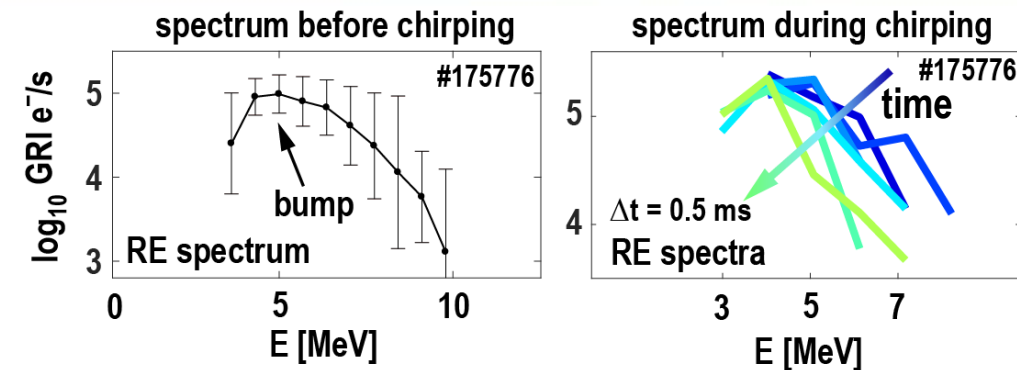 spectrum before chirping
#175776
log₁₀ GRI e⁻/s
5
4
3
bump
RE spectrum
0
5
10
E [MeV]
spectrum during chirping
#175776
time
5
4
Δt = 0.5 ms
RE spectra
3
5
7
E [MeV]